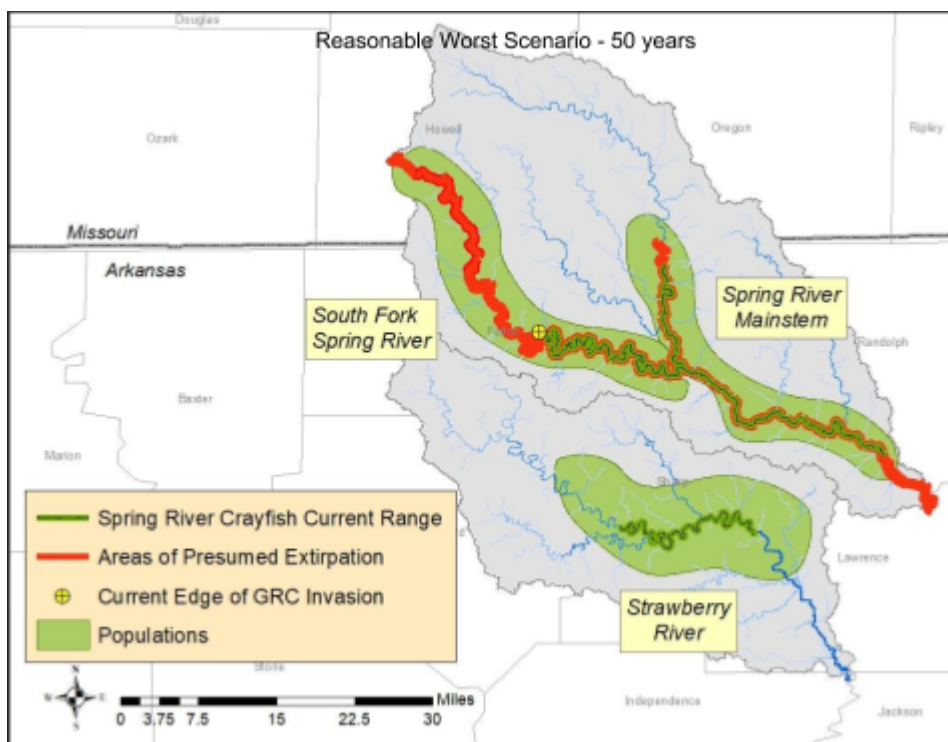 Douglas
Reasonable Worst Scenario - 50 years
Howell
Oregon
Ripley
Ozark
Missouri
Arkansas
South Fork
Spring River
Spring River
Mainstem
Randolph
Baxter
Marion
Spring River Crayfish Current Range
Areas of Presumed Extirpation
Current Edge of GRC Invasion
Populations
Lawrence
Strawberry
River
Stone
Independence
Jackson
N
W
E
S
Miles
0 3.75 7.5 15 22.5 30